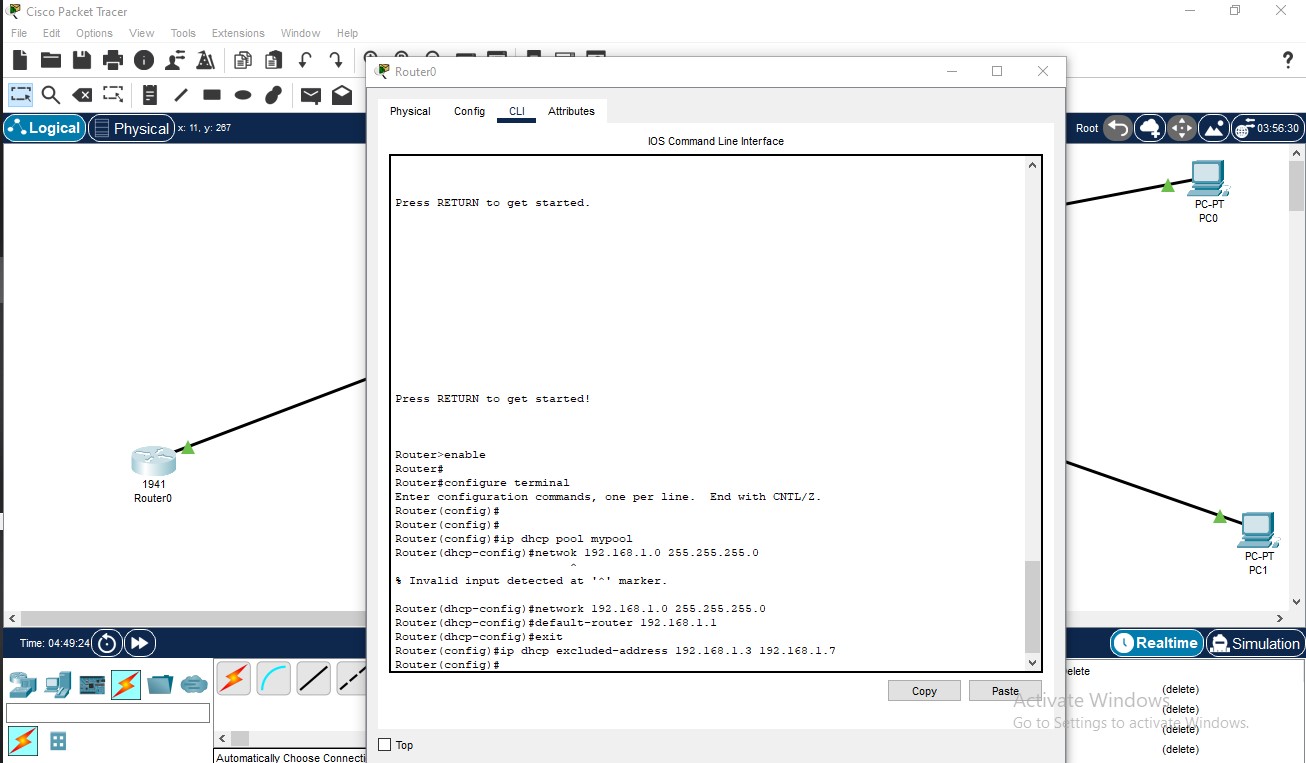 Cisco Packet Tracer
File Edit Options View Tools Extensions Window Help
?
Router0
Physical Config CLI Attributes
Logical Physical x: 11, y: 267
Root 03:56:30
IOS Command Line Interface
Press RETURN to get started.
Press RETURN to get started!
Router>enable
Router#
Router#configure terminal
Enter configuration commands, one per line.  End with CNTL/Z.
Router(config)#
Router(config)#
Router(config)#ip dhcp pool mypool
Router(dhcp-config)#netwok 192.168.1.0 255.255.255.0
^
% Invalid input detected at '^' marker.
Router(dhcp-config)#network 192.168.1.0 255.255.255.0
Router(dhcp-config)#default-router 192.168.1.1
Router(dhcp-config)#exit
Router(config)#ip dhcp excluded-address 192.168.1.3 192.168.1.7
Router(config)#
Copy Paste
Top
1941
Router0
PC-PT
PC0
PC-PT
PC1
Time: 04:49:24
Realtime Simulation
elete
(delete)
(delete)
(delete)
(delete)
Automatically Choose Connecti
Activate Windows
Go to Settings to activate Windows.